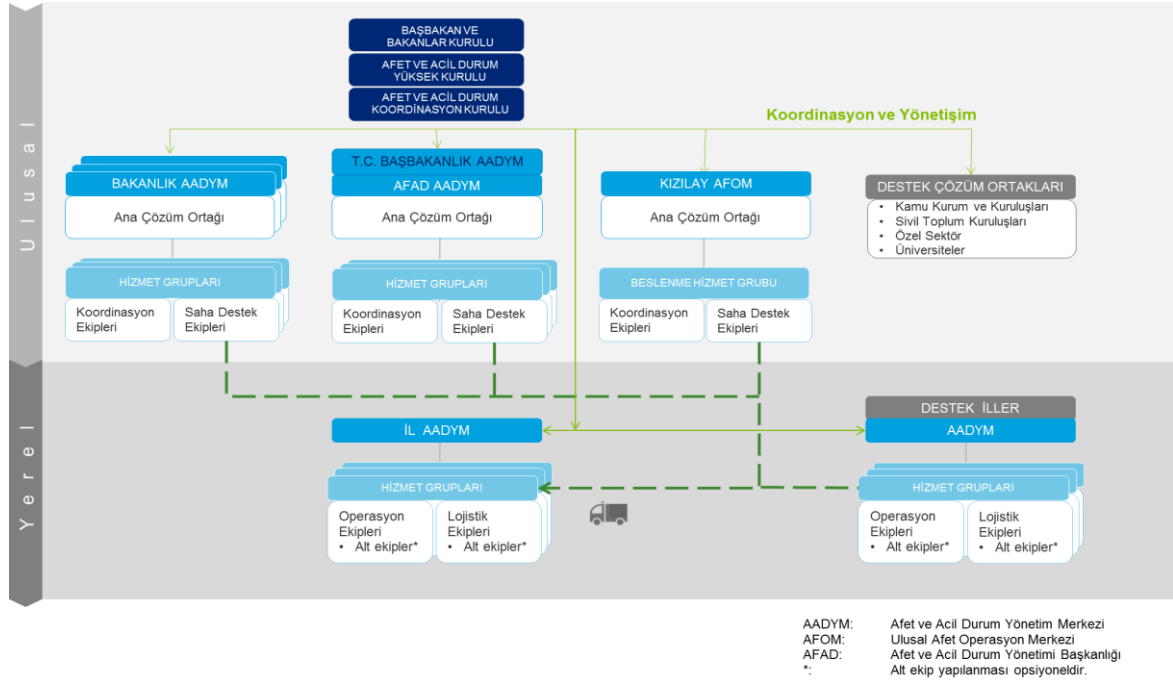 BAŞBAKAN VE
BAKANLAR KURULU
AFET VE ACİL DURUM
YÜKSEK KURULU
AFET VE ACİL DURUM
KOORDİNASYON KURULU
Koordinasyon ve Yönetişim
Ulusal
BAKANLIK AADYM
Ana Çözüm Ortağı
HİZMET GRUPLARI
Koordinasyon
Ekipleri
Saha Destek
Ekipleri
T.C. BAŞBAKANLIK AADYM
AFAD AADYM
Ana Çözüm Ortağı
HİZMET GRUPLARI
Koordinasyon
Ekipleri
Saha Destek
Ekipleri
KIZILAY AFOM
Ana Çözüm Ortağı
BESLENME HİZMET GRUBU
Koordinasyon
Ekipleri
Saha Destek
Ekipleri
DESTEK ÇÖZÜM ORTAKLARI
• Kamu Kurum ve Kuruluşları
• Sivil Toplum Kuruluşları
• Özel Sektör
• Üniversiteler
Yerel
İL AADYM
HİZMET GRUPLARI
Operasyon
Ekipleri
• Alt ekipler*
Lojistik
Ekipleri
• Alt ekipler*
DESTEK İLLER
AADYM
HİZMET GRUPLARI
Operasyon
Ekipleri
• Alt ekipler*
Lojistik
Ekipleri
• Alt ekipler*
AADYM: Afet ve Acil Durum Yönetim Merkezi
AFOM: Ulusal Afet Operasyon Merkezi
AFAD: Afet ve Acil Durum Yönetimi Başkanlığı
*: Alt ekip yapılanması opsiyoneldir.